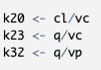 k20 <- cl/vc
k23 <- q/vc
k32 <- q/vp